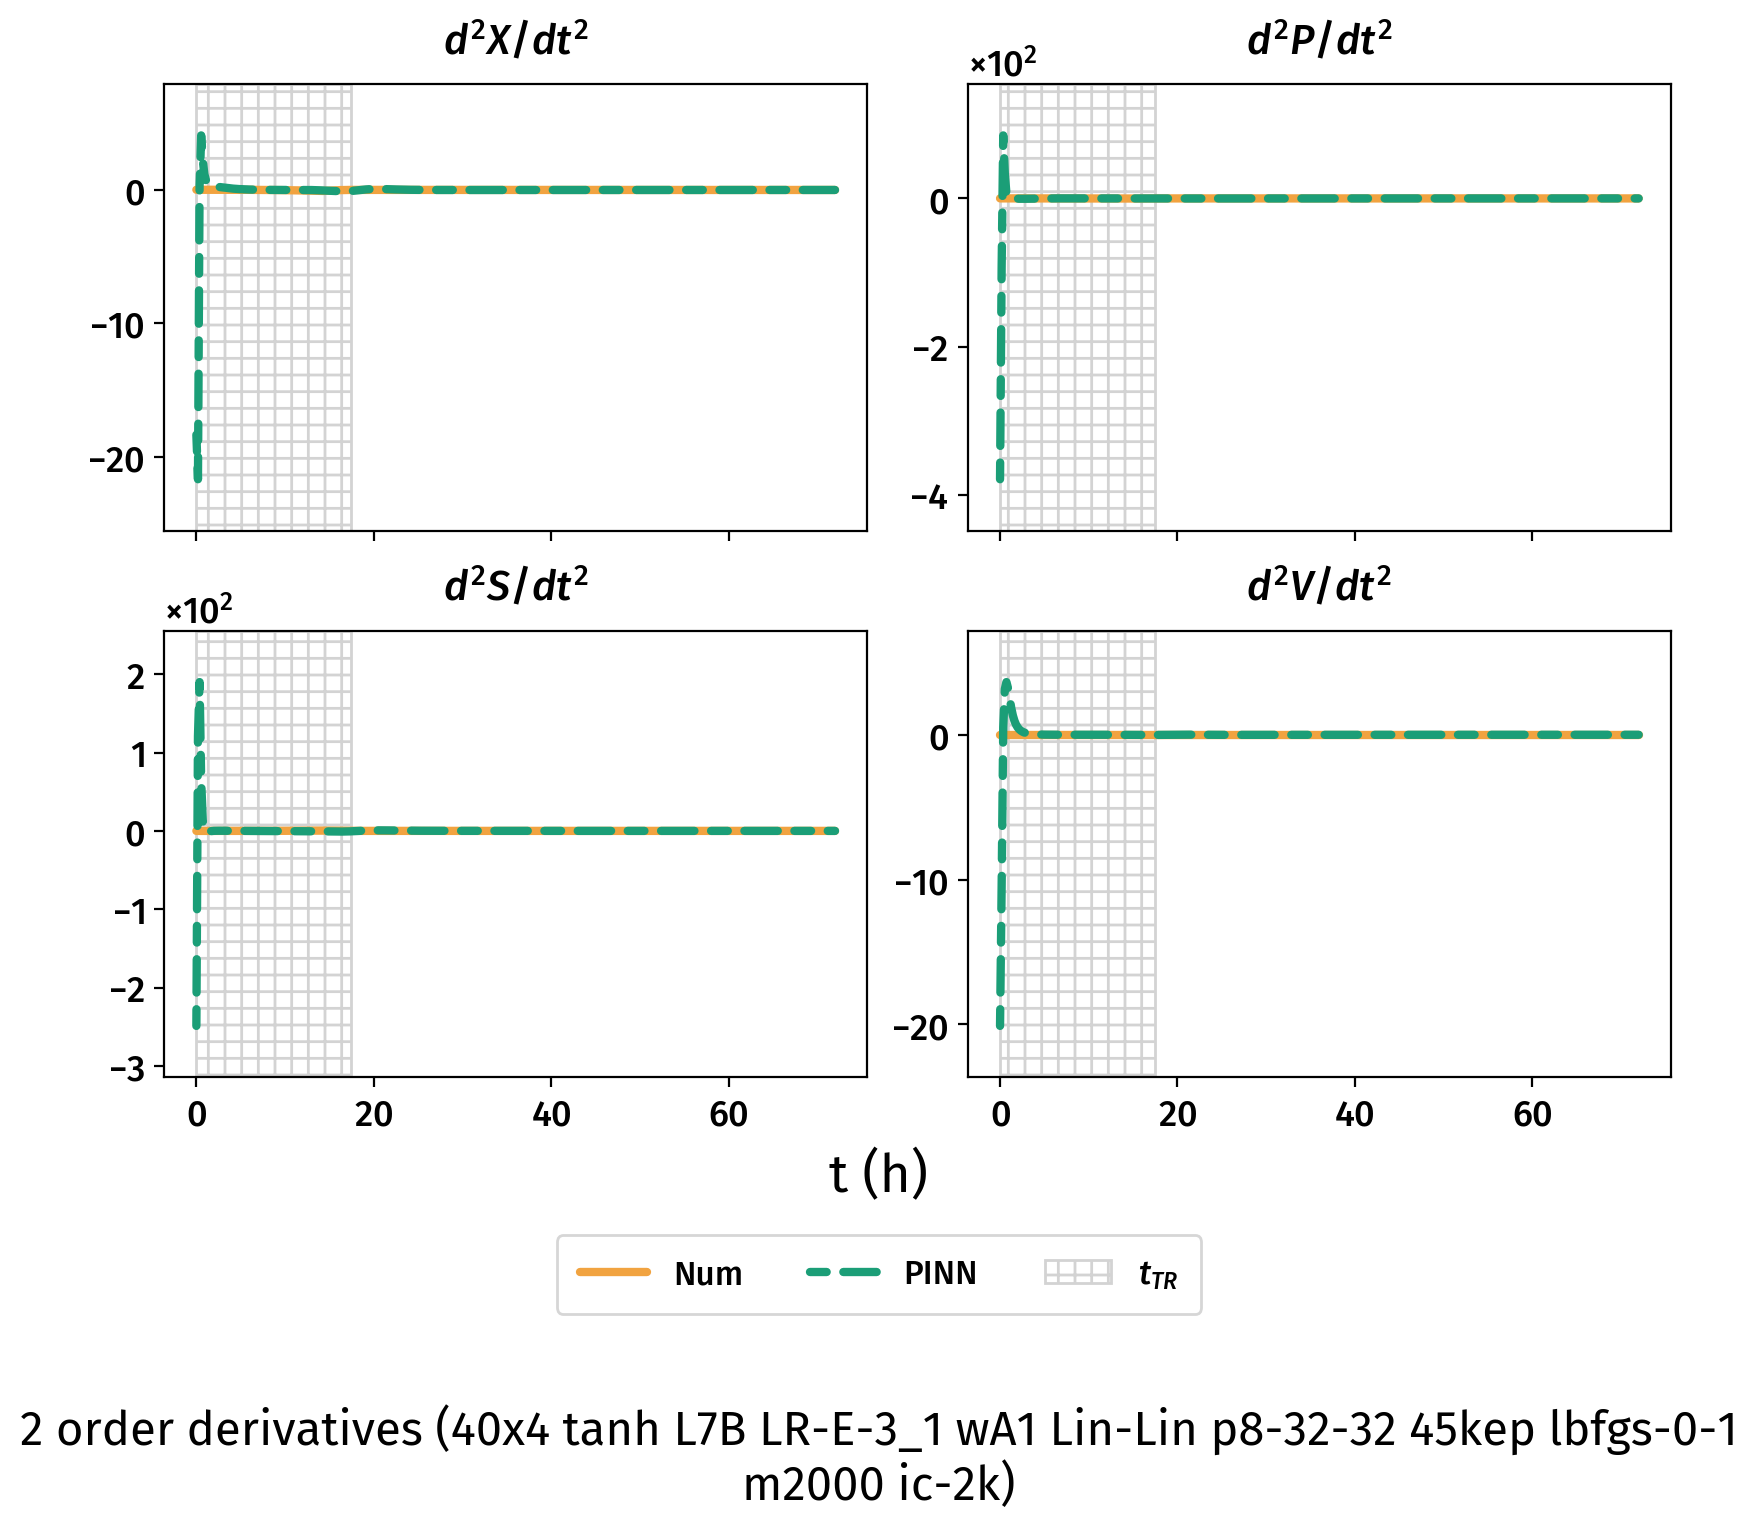 d²X/dt²
0
−10
−20
d²P/dt²
×10²
0
−2
−4
d²S/dt²
×10²
2
1
0
−1
−2
−3
0 20 40 60
d²V/dt²
0
−10
−20
0 20 40 60
t (h)
Num PINN t_TR
2 order derivatives (40x4 tanh L7B LR-E-3_1 wA1 Lin-Lin p8-32-32 45kep lbfgs-0-1
m2000 ic-2k)